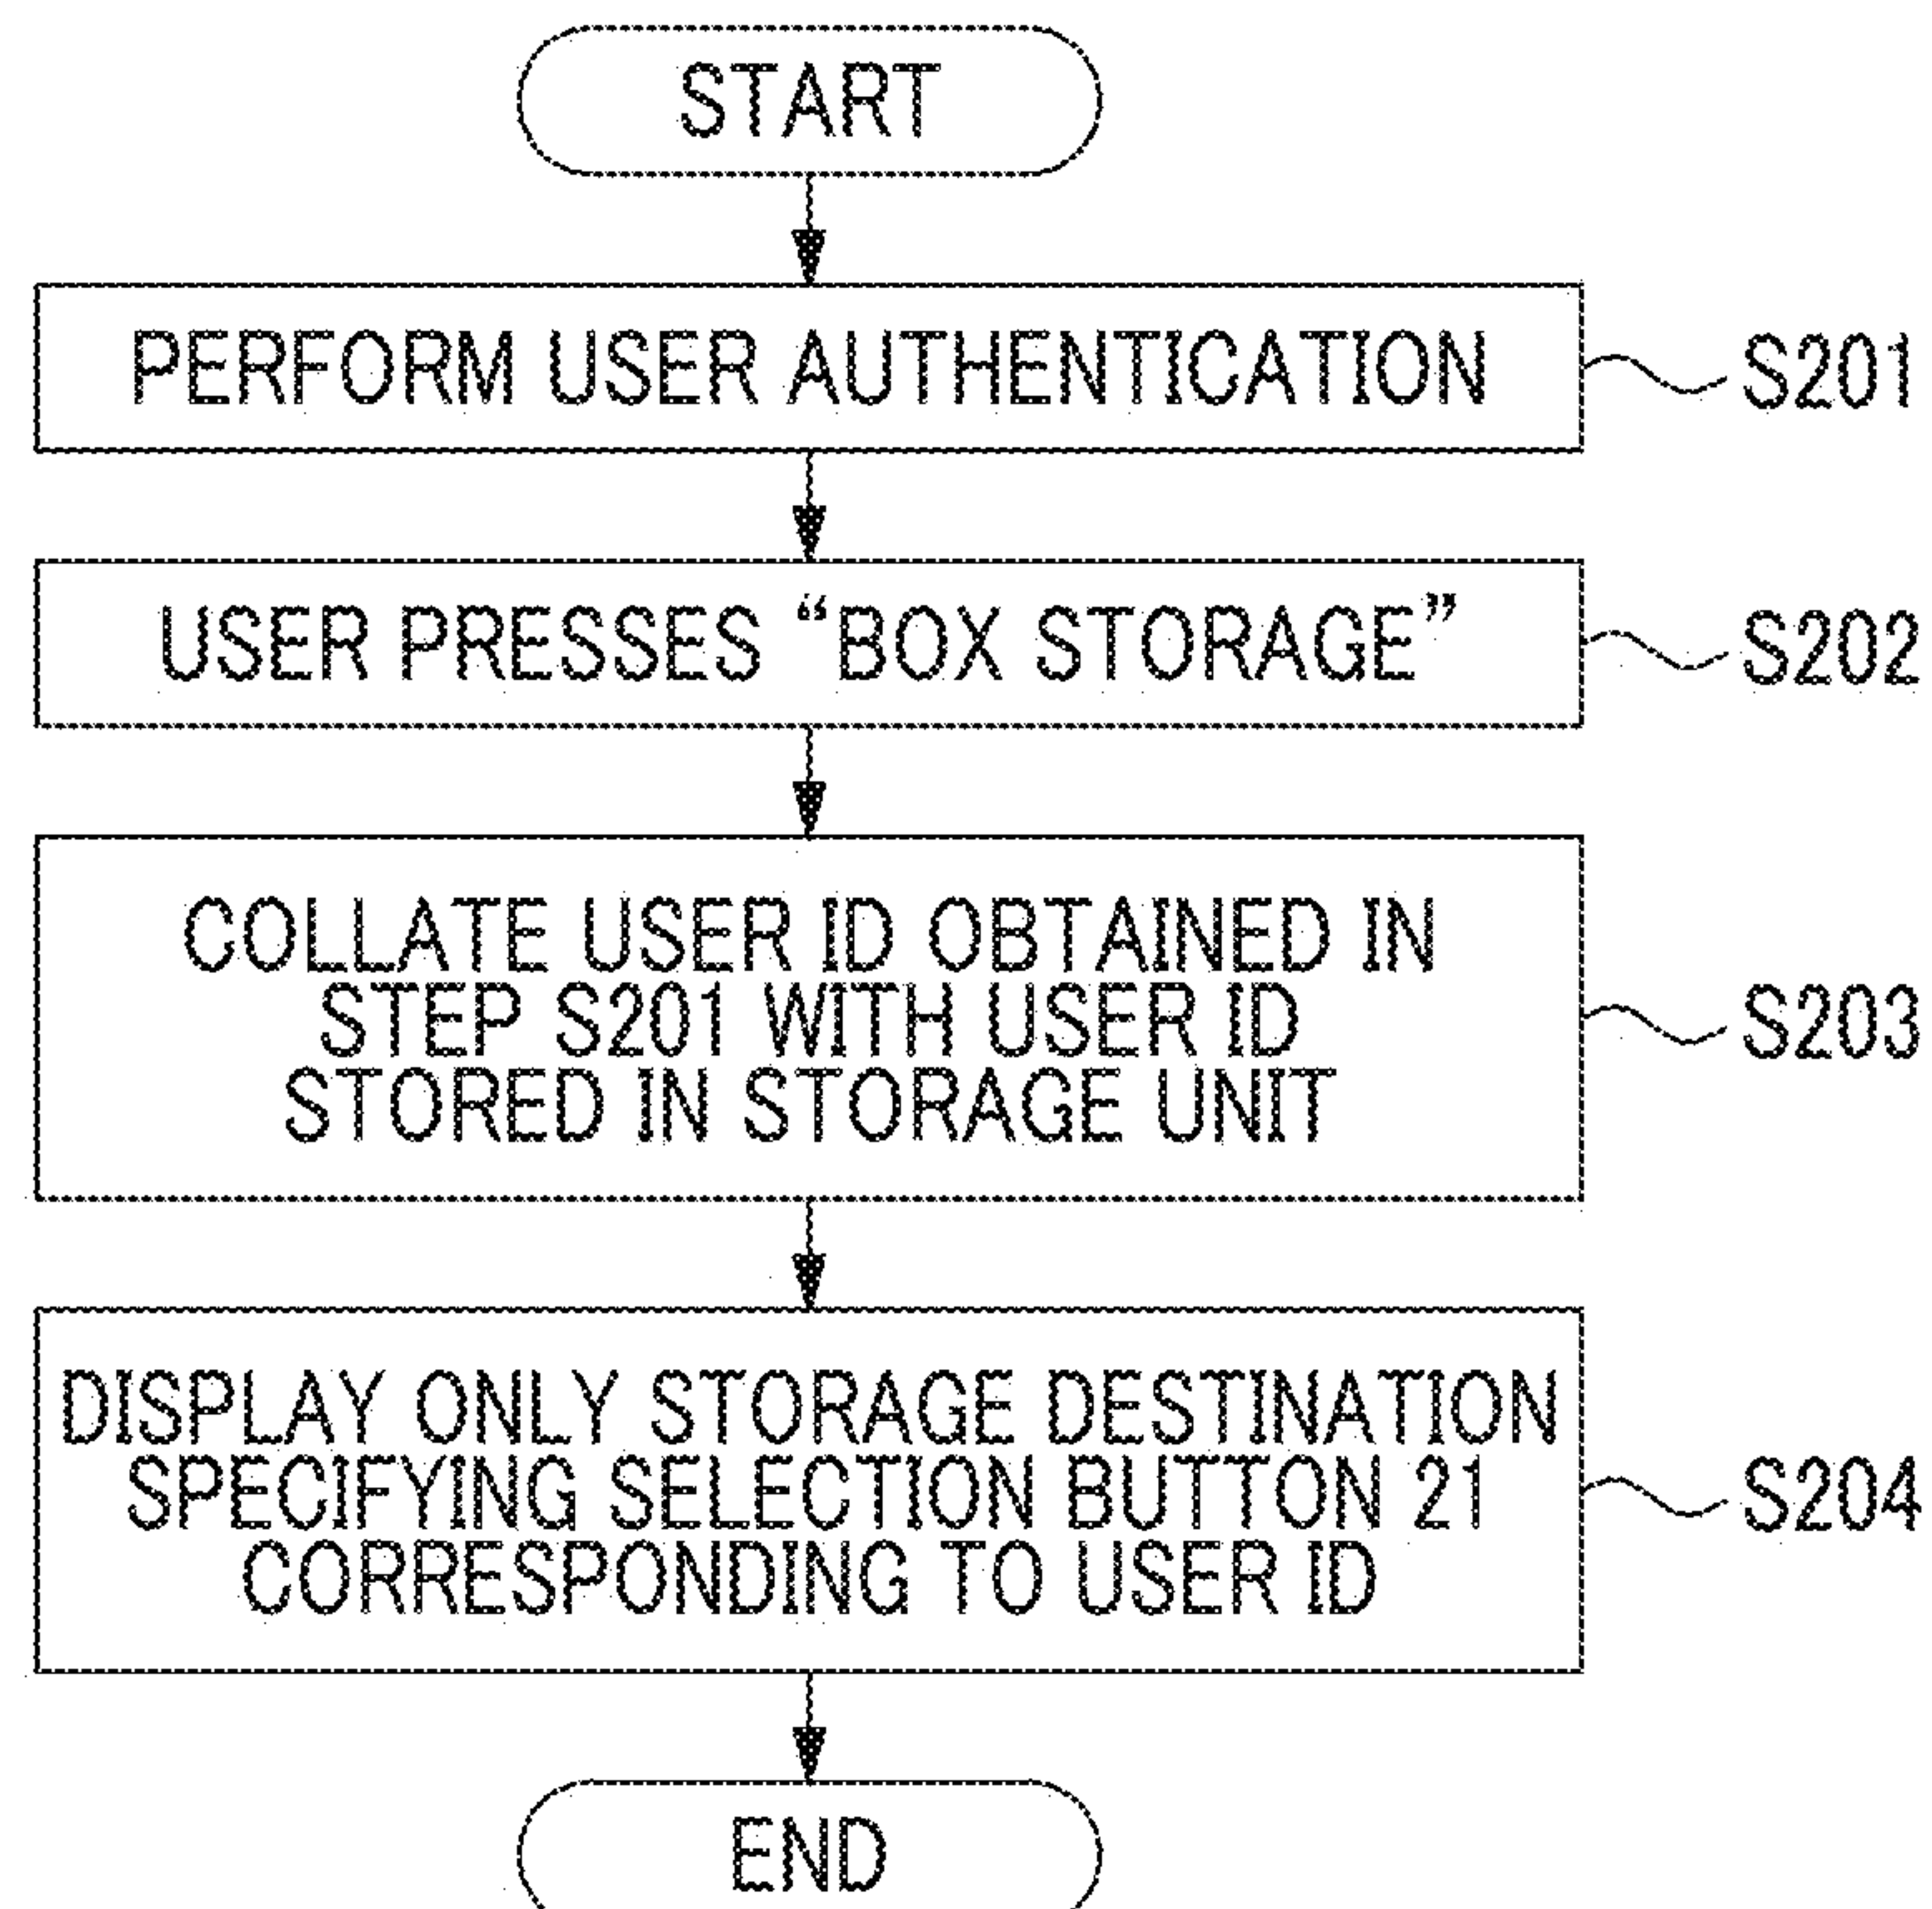 START
PERFORM USER AUTHENTICATION
S201
USER PRESSES “BOX STORAGE”
S202
COLLATE USER ID OBTAINED IN
STEP S201 WITH USER ID
STORED IN STORAGE UNIT
S203
DISPLAY ONLY STORAGE DESTINATION
SPECIFYING SELECTION BUTTON 21
CORRESPONDING TO USER ID
S204
END